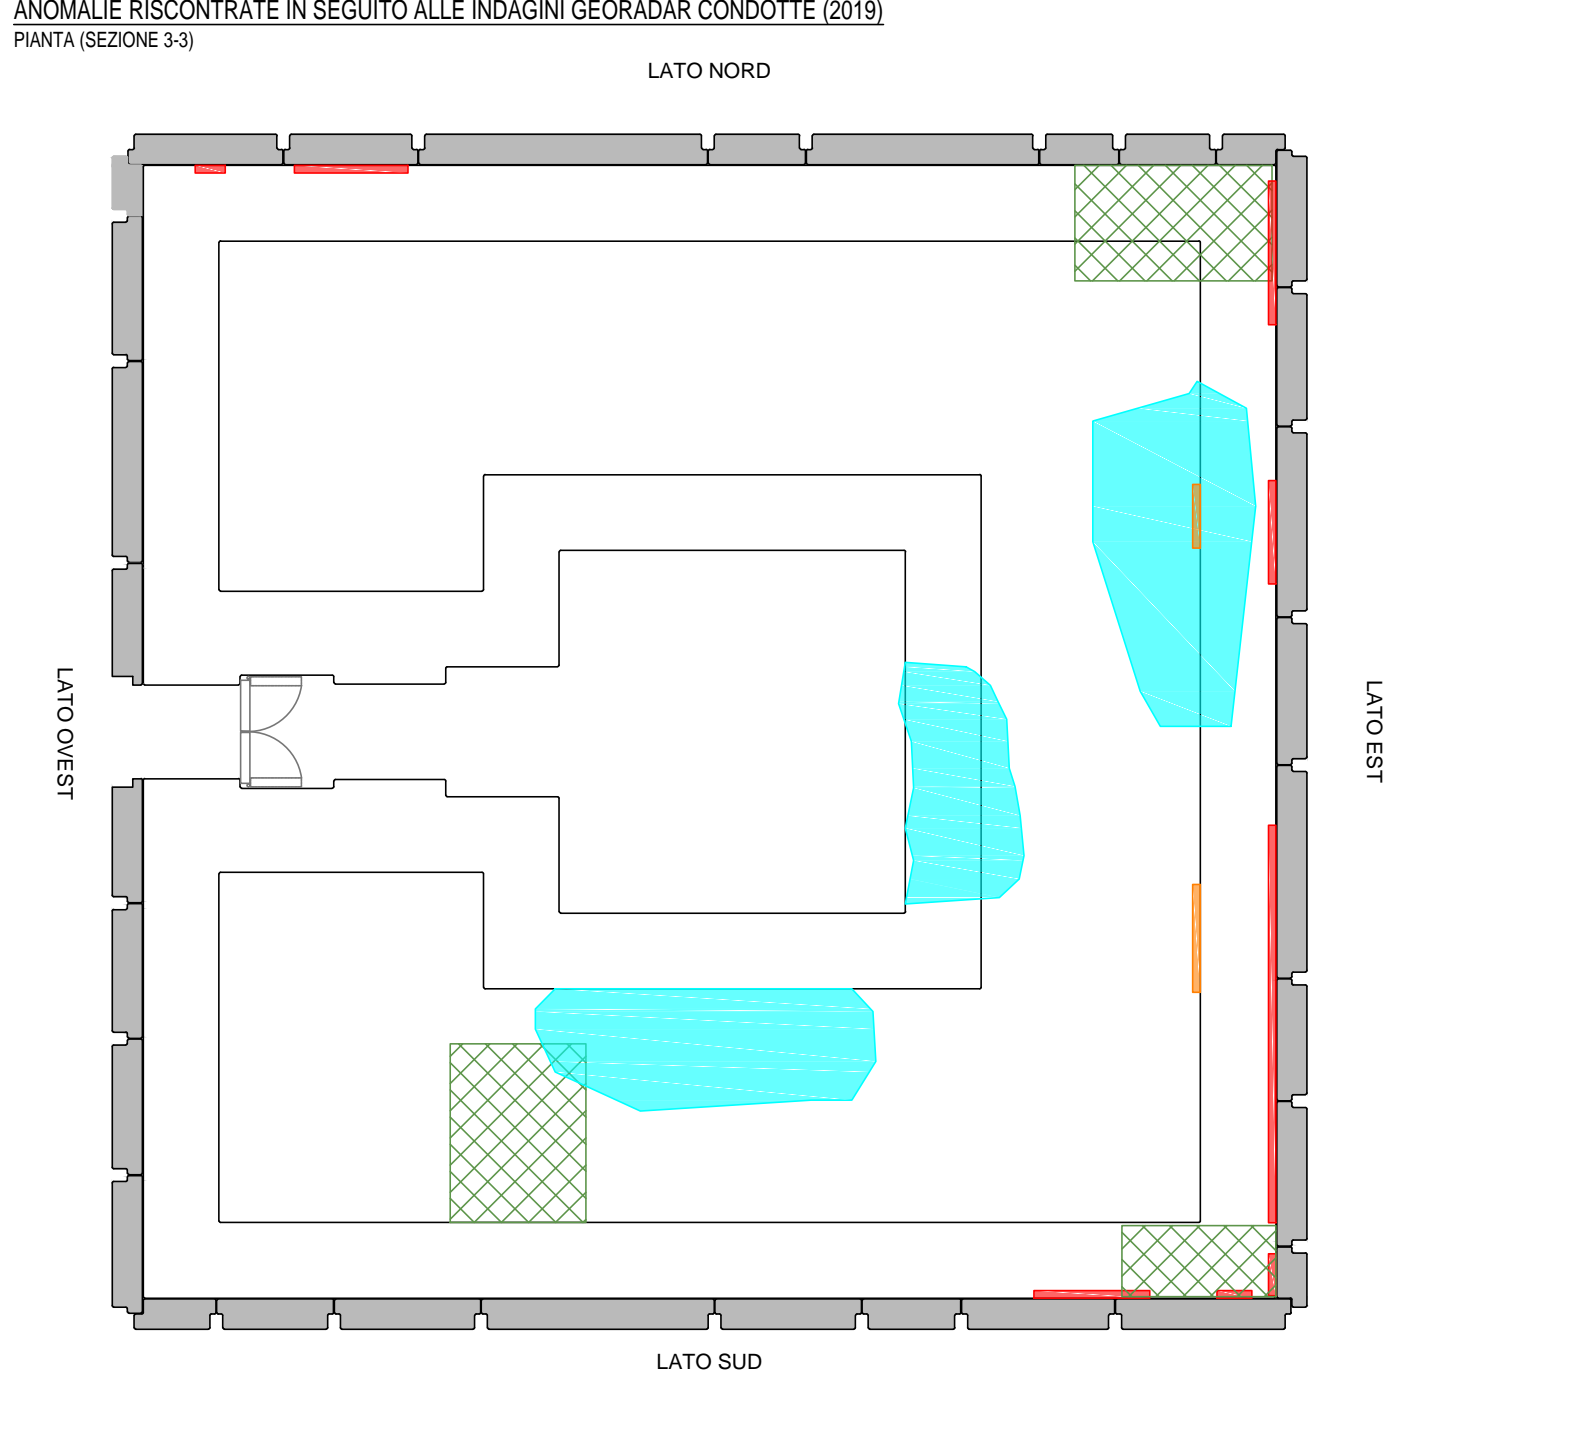 ANOMALIE RISCONTRATE IN SEGUITO ALLE INDAGINI GEORADAR CONDOTTE (2019)
PIANTA (SEZIONE 3-3)
LATO NORD
LATO OVEST
LATO EST
LATO SUD